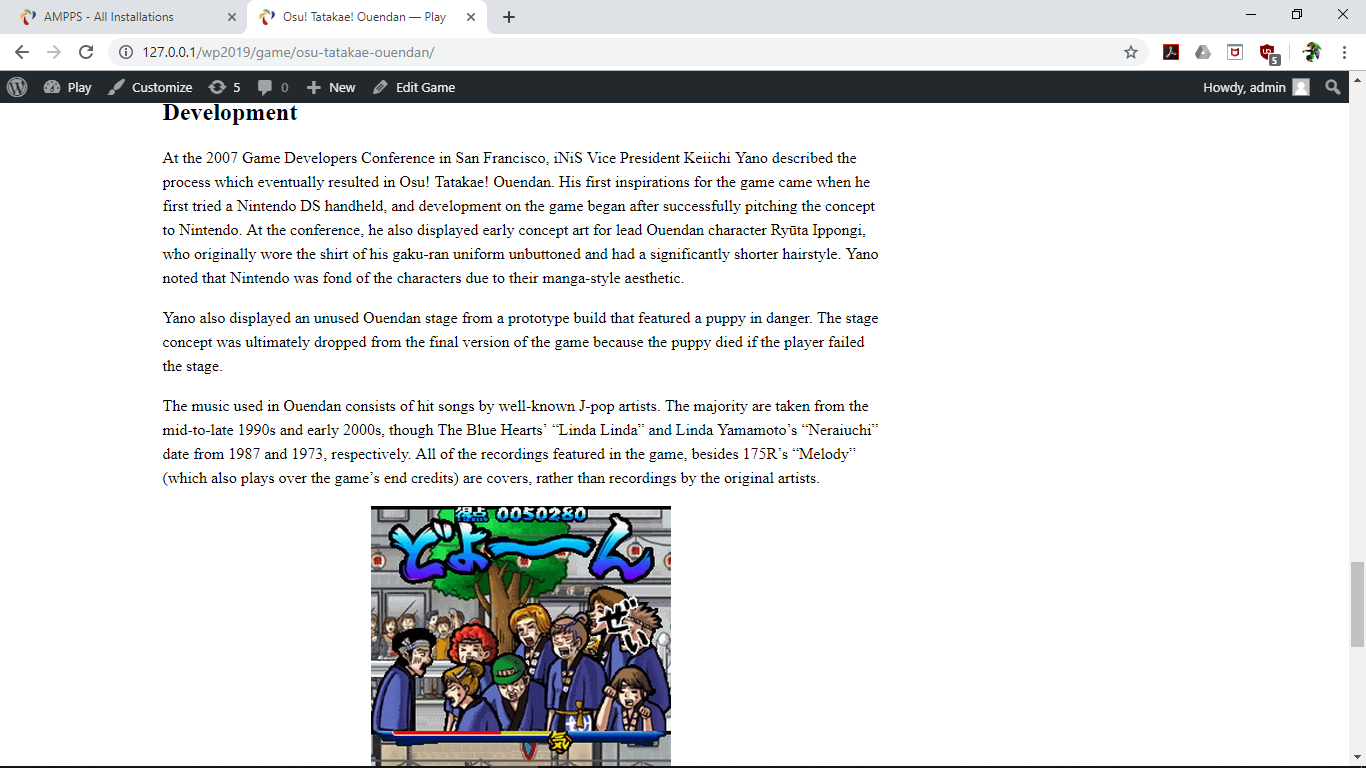 AMPPS - All Installations
Osu! Tatakae! Ouendan — Play
127.0.0.1/wp2019/game/osu-tatakae-ouendan/
5
Play
Customize
5
0
New
Edit Game
Howdy, admin
Development
At the 2007 Game Developers Conference in San Francisco, iNiS Vice President Keiichi Yano described the
process which eventually resulted in Osu! Tatakae! Ouendan. His first inspirations for the game came when he
first tried a Nintendo DS handheld, and development on the game began after successfully pitching the concept
to Nintendo. At the conference, he also displayed early concept art for lead Ouendan character Ryūta Ippongi,
who originally wore the shirt of his gaku-ran uniform unbuttoned and had a significantly shorter hairstyle. Yano
noted that Nintendo was fond of the characters due to their manga-style aesthetic.
Yano also displayed an unused Ouendan stage from a prototype build that featured a puppy in danger. The stage
concept was ultimately dropped from the final version of the game because the puppy died if the player failed
the stage.
The music used in Ouendan consists of hit songs by well-known J-pop artists. The majority are taken from the
mid-to-late 1990s and early 2000s, though The Blue Hearts’ “Linda Linda” and Linda Yamamoto’s “Neraiuchi”
date from 1987 and 1973, respectively. All of the recordings featured in the game, besides 175R’s “Melody”
(which also plays over the game’s end credits) are covers, rather than recordings by the original artists.
得点 0050280
どよーーん
ぜぃ
気